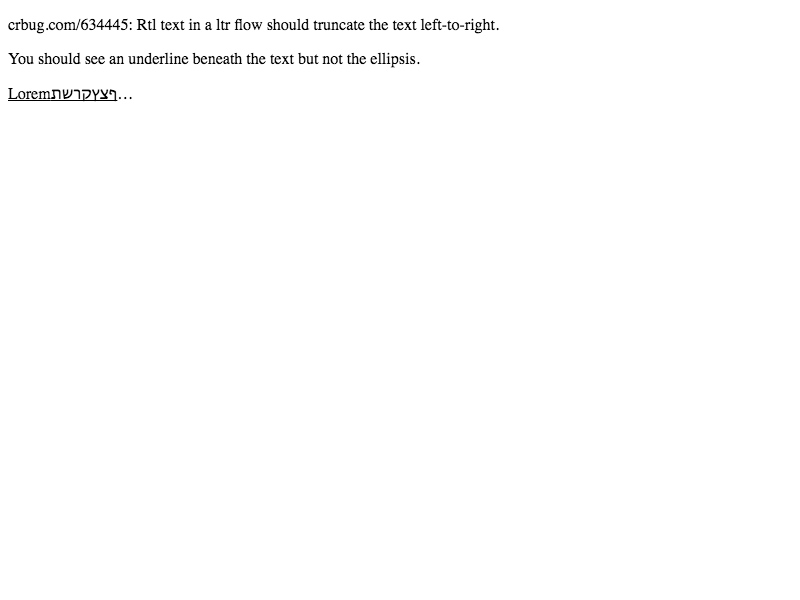 crbug.com/634445: Rtl text in a ltr flow should truncate the text left-to-right.
You should see an underline beneath the text but not the ellipsis.
Loremףצץקרשת…